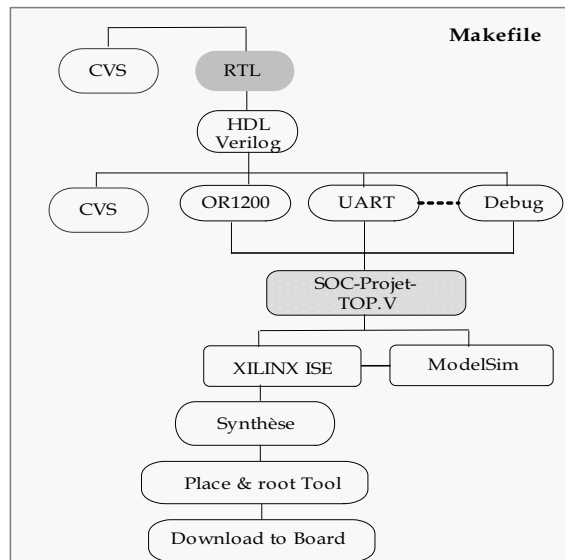 Makefile
CVS
RTL
HDL
Verilog
CVS
OR1200
UART
Debug
SOC-Projet-
TOP.V
XILINX ISE
ModelSim
Synthèse
Place & root Tool
Download to Board